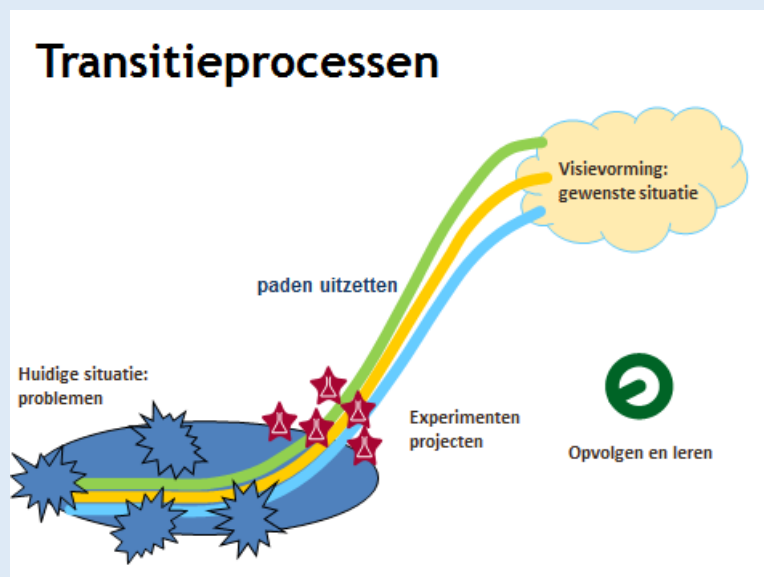 Transitieprocessen
Visievorming:
gewenste situatie
paden uitzetten
Huidige situatie:
problemen
Experimenten
projecten
Opvolgen en leren